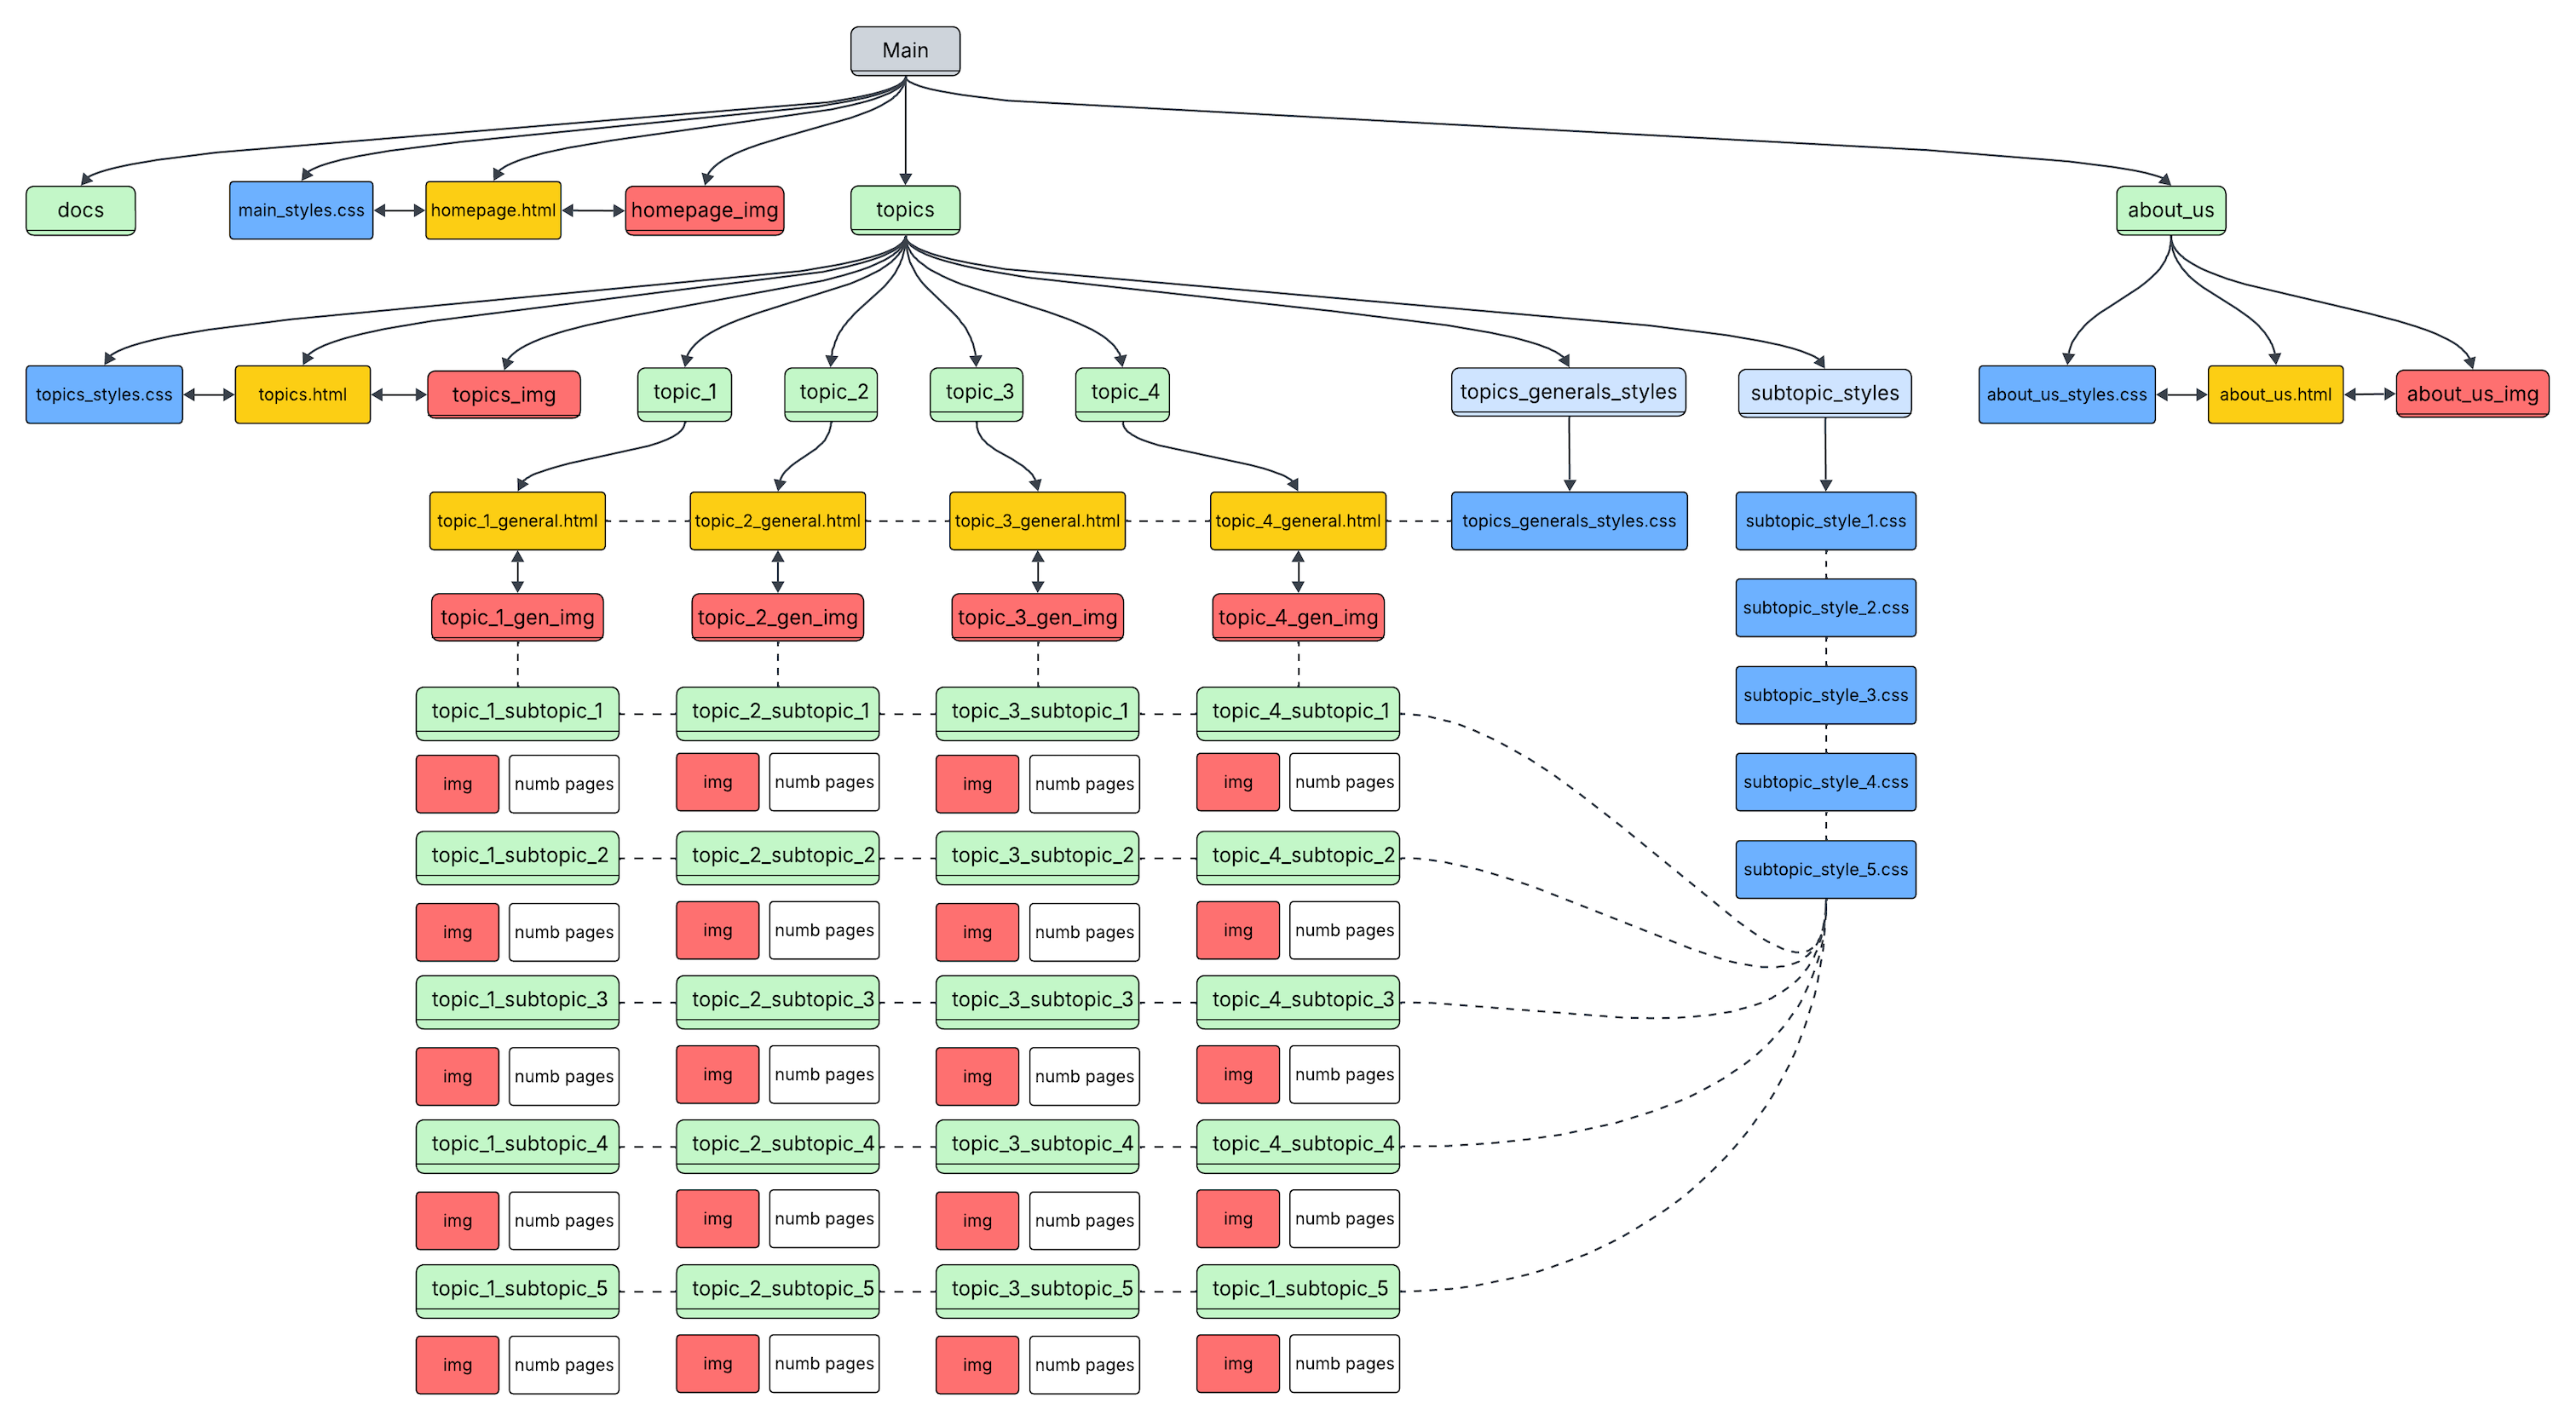 Main
docs
main_styles.css
homepage.html
homepage_img
topics
about_us
topics_styles.css
topics.html
topics_img
topic_1
topic_2
topic_3
topic_4
topics_generals_styles
subtopic_styles
about_us_styles.css
about_us.html
about_us_img
topic_1_general.html
topic_2_general.html
topic_3_general.html
topic_4_general.html
topics_generals_styles.css
subtopic_style_1.css
subtopic_style_2.css
topic_1_gen_img
topic_2_gen_img
topic_3_gen_img
topic_4_gen_img
subtopic_style_3.css
topic_1_subtopic_1
topic_2_subtopic_1
topic_3_subtopic_1
topic_4_subtopic_1
img
numb pages
img
numb pages
img
numb pages
img
numb pages
subtopic_style_4.css
topic_1_subtopic_2
topic_2_subtopic_2
topic_3_subtopic_2
topic_4_subtopic_2
subtopic_style_5.css
img
numb pages
img
numb pages
img
numb pages
img
numb pages
topic_1_subtopic_3
topic_2_subtopic_3
topic_3_subtopic_3
topic_4_subtopic_3
img
numb pages
img
numb pages
img
numb pages
img
numb pages
topic_1_subtopic_4
topic_2_subtopic_4
topic_3_subtopic_4
topic_4_subtopic_4
img
numb pages
img
numb pages
img
numb pages
img
numb pages
topic_1_subtopic_5
topic_2_subtopic_5
topic_3_subtopic_5
topic_1_subtopic_5
img
numb pages
img
numb pages
img
numb pages
img
numb pages